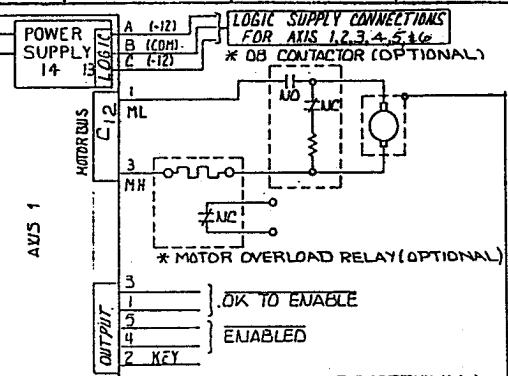 POWER SUPPLY 14 13
LOGIC
A (+12)
B (COM)
C (-12)
LOGIC SUPPLY CONNECTIONS
FOR AXIS 1,2,3,4,5,&6
* DB CONTACTOR (OPTIONAL)
MOTOR BUS
C12
1
ML
NO
NC
3
MH
NC
AXIS 1
* MOTOR OVERLOAD RELAY (OPTIONAL)
OUTPUT
3
1
OK TO ENABLE
5
4
ENABLED
2 KEY